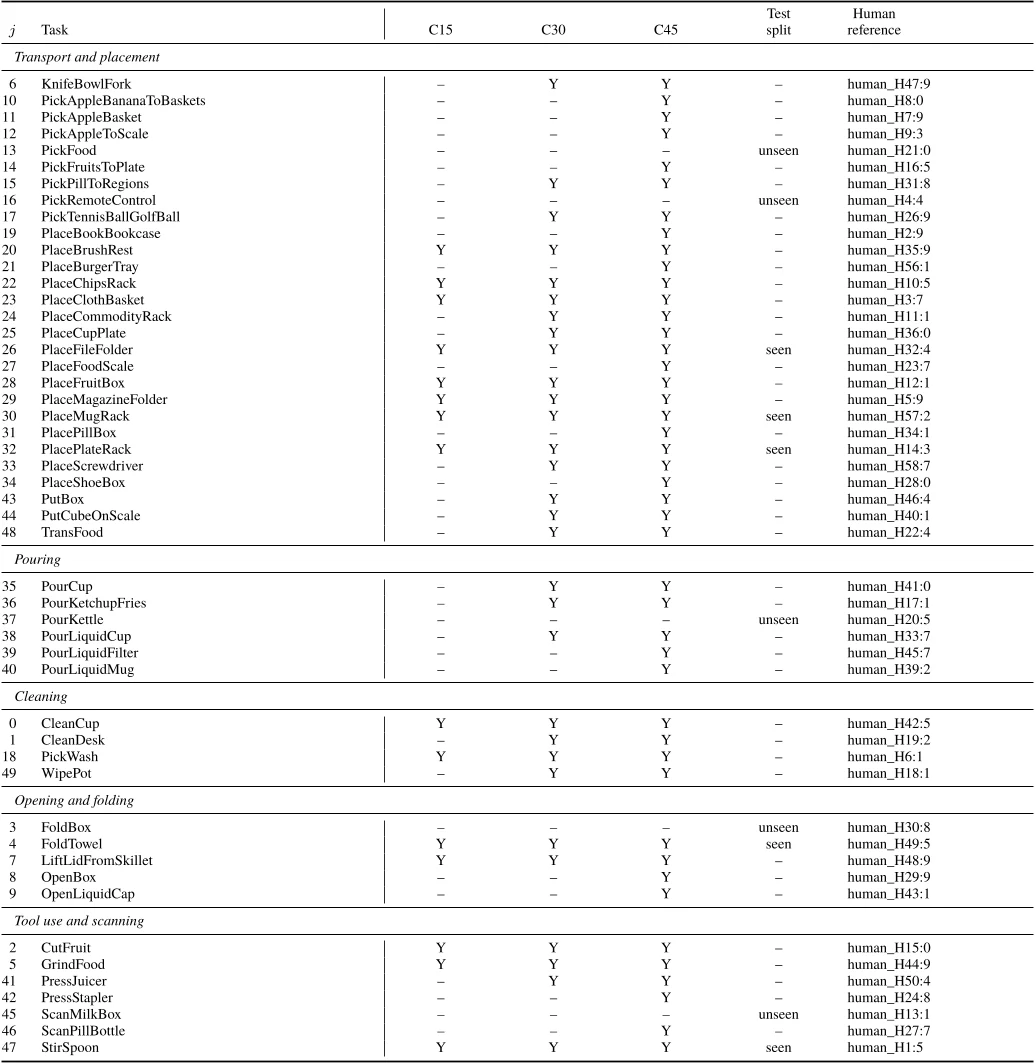 j Task C15 C30 C45 Test split Human reference
Transport and placement
6 KnifeBowlFork – Y Y – human_H47:9
10 PickAppleBananaToBaskets – – Y – human_H8:0
11 PickAppleBasket – – Y – human_H7:9
12 PickAppleToScale – – Y – human_H9:3
13 PickFood – – – unseen human_H21:0
14 PickFruitsToPlate – – Y – human_H16:5
15 PickPillToRegions – Y Y – human_H31:8
16 PickRemoteControl – – – unseen human_H4:4
17 PickTennisBallGolfBall – Y Y – human_H26:9
19 PlaceBookBookcase – – Y – human_H2:9
20 PlaceBrushRest Y Y Y – human_H35:9
21 PlaceBurgerTray – – Y – human_H56:1
22 PlaceChipsRack Y Y Y – human_H10:5
23 PlaceClothBasket Y Y Y – human_H3:7
24 PlaceCommodityRack – Y Y – human_H11:1
25 PlaceCupPlate – Y Y – human_H36:0
26 PlaceFileFolder Y Y Y seen human_H32:4
27 PlaceFoodScale – – Y – human_H23:7
28 PlaceFruitBox Y Y Y – human_H12:1
29 PlaceMagazineFolder Y Y Y – human_H5:9
30 PlaceMugRack Y Y Y seen human_H57:2
31 PlacePillBox – – Y – human_H34:1
32 PlacePlateRack Y Y Y seen human_H14:3
33 PlaceScrewdriver – Y Y – human_H58:7
34 PlaceShoeBox – – Y – human_H28:0
43 PutBox – Y Y – human_H46:4
44 PutCubeOnScale – Y Y – human_H40:1
48 TransFood – Y Y – human_H22:4
Pouring
35 PourCup – Y Y – human_H41:0
36 PourKetchupFries – Y Y – human_H17:1
37 PourKettle – – – unseen human_H20:5
38 PourLiquidCup – Y Y – human_H33:7
39 PourLiquidFilter – – Y – human_H45:7
40 PourLiquidMug – – Y – human_H39:2
Cleaning
0 CleanCup Y Y Y – human_H42:5
1 CleanDesk – Y Y – human_H19:2
18 PickWash Y Y Y – human_H6:1
49 WipePot – Y Y – human_H18:1
Opening and folding
3 FoldBox – – – unseen human_H30:8
4 FoldTowel Y Y Y seen human_H49:5
7 LiftLidFromSkillet Y Y Y – human_H48:9
8 OpenBox – – Y – human_H29:9
9 OpenLiquidCap – – Y – human_H43:1
Tool use and scanning
2 CutFruit Y Y Y – human_H15:0
5 GrindFood Y Y Y – human_H44:9
41 PressJuicer – Y Y – human_H50:4
42 PressStapler – – Y – human_H24:8
45 ScanMilkBox – – – unseen human_H13:1
46 ScanPillBottle – – Y – human_H27:7
47 StirSpoon Y Y Y seen human_H1:5